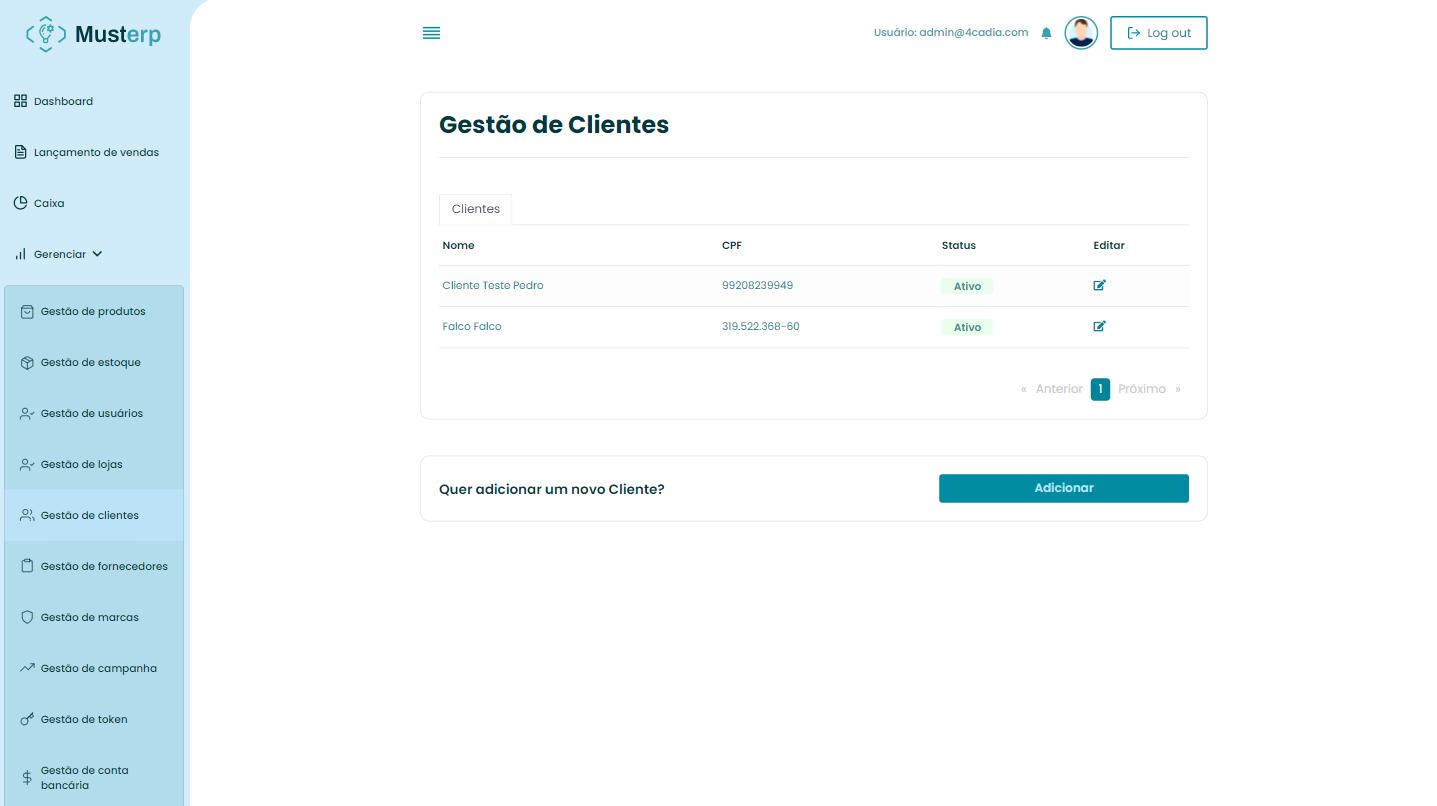 Musterp
Dashboard
Lançamento de vendas
Caixa
Gerenciar
Gestão de produtos
Gestão de estoque
Gestão de usuários
Gestão de lojas
Gestão de clientes
Gestão de fornecedores
Gestão de marcas
Gestão de campanha
Gestão de token
Gestão de conta
bancária
Usuário: admin@4cadia.com
Log out
Gestão de Clientes
Clientes
Nome CPF Status Editar
Cliente Teste Pedro 99208239949 Ativo
Falco Falco 319.522.368-60 Ativo
« Anterior 1 Próximo »
Quer adicionar um novo Cliente? Adicionar